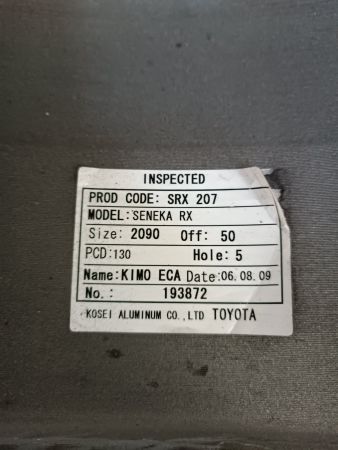 INSPECTED
PROD CODE: SRX 207
MODEL: SENEKA RX
Size: 2090 Off: 50
PCD:130 Hole: 5
Name: KIMO ECA Date: 06. 08. 09
No.: 193872
KOSEI ALUMINUM CO., LTD TOYOTA